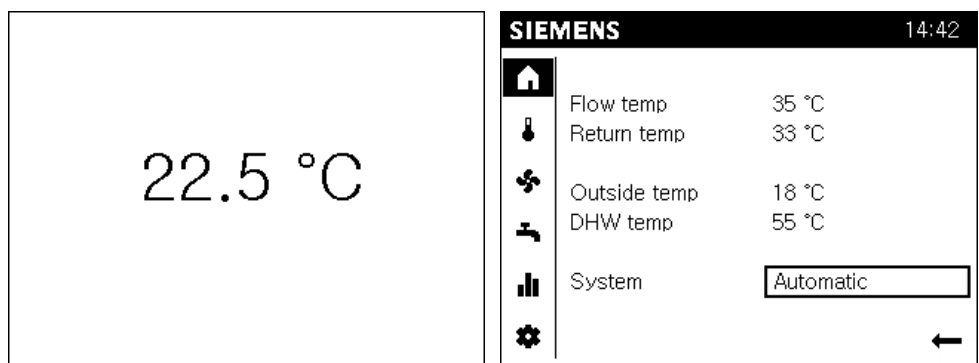 22.5 °C
SIEMENS 14:42
Flow temp 35 °C
Return temp 33 °C
Outside temp 18 °C
DHW temp 55 °C
System Automatic